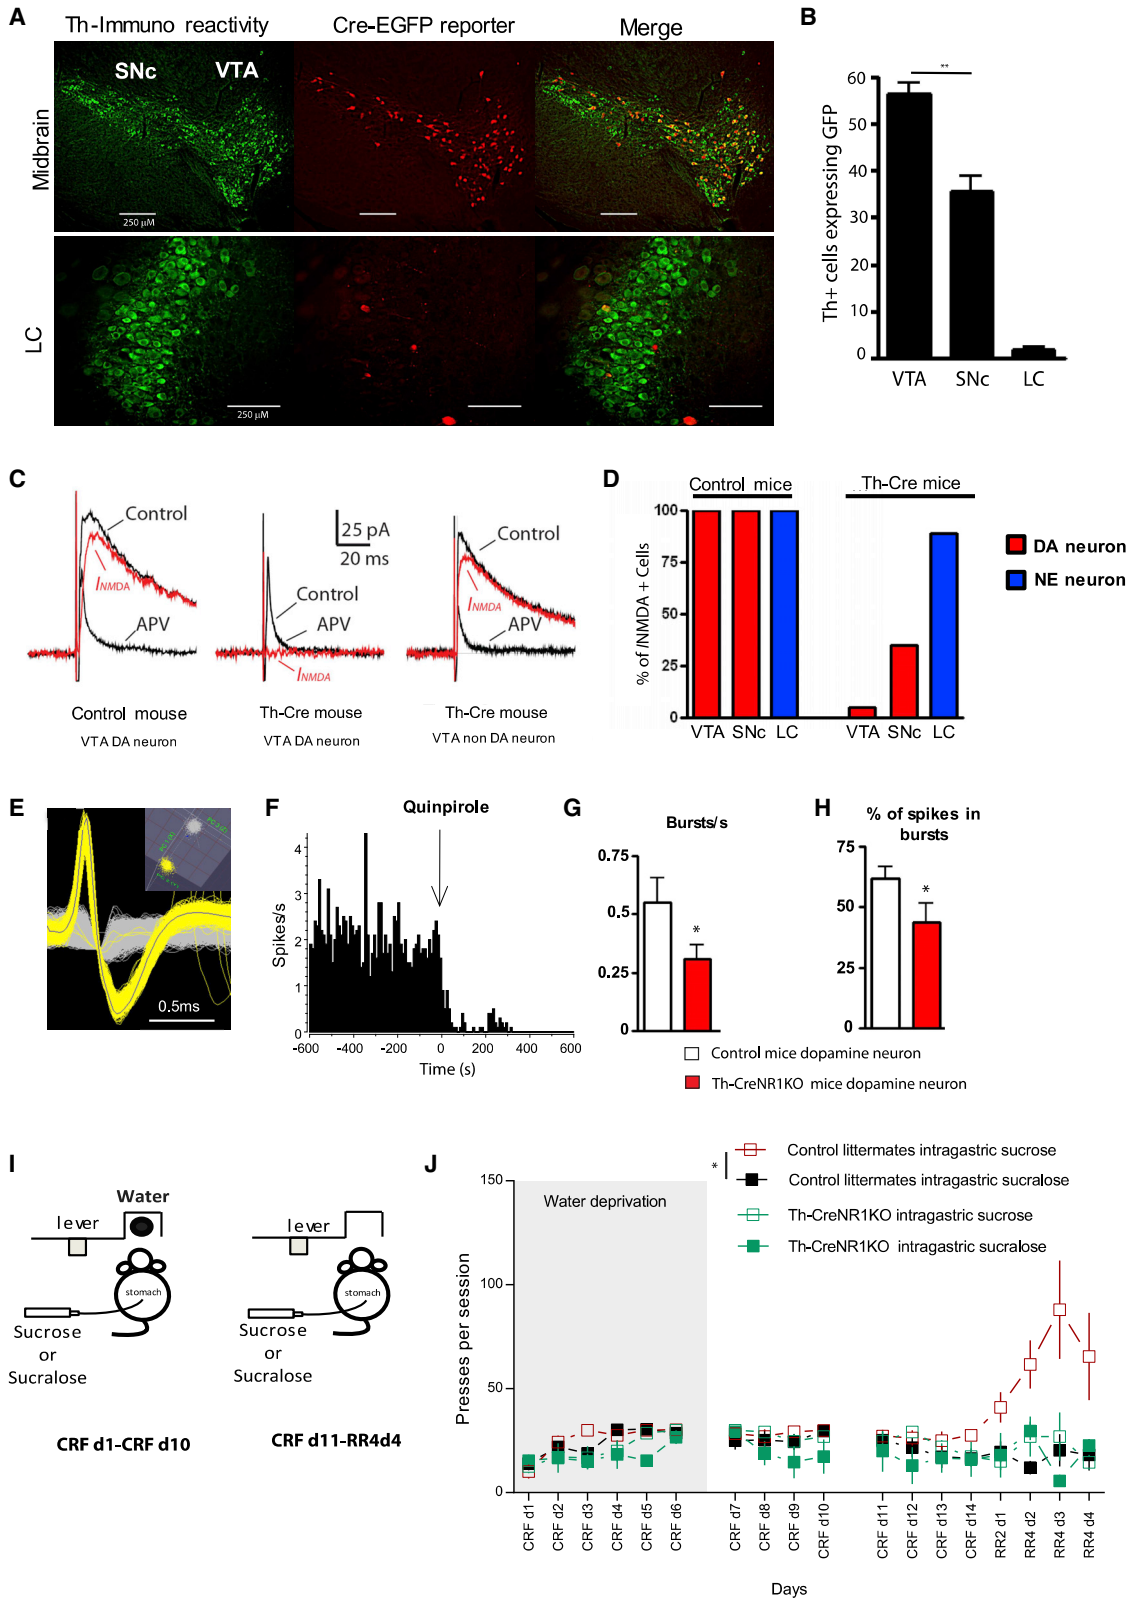 A
Th-Immuno reactivity
Cre-EGFP reporter
Merge
Midbrain
SNc
VTA
250 µM
LC
250 µM
B
**
Th+ cells expressing GFP
60
50
40
30
20
10
0
VTA
SNc
LC
C
Control
INMDA
APV
25 pA
20 ms
Control
APV
INMDA
Control
INMDA
APV
Control mouse
VTA DA neuron
Th-Cre mouse
VTA DA neuron
Th-Cre mouse
VTA non DA neuron
D
Control mice
Th-Cre mice
% of INMDA + Cells
100
75
50
25
0
VTA SNc LC
VTA SNc LC
DA neuron
NE neuron
E
0.5ms
F
Quinpirole
Spikes/s
4
3
2
1
0
-600 -400 -200 0 200 400 600
Time (s)
G
Bursts/s
0.75
0.5
0.25
0
*
H
% of spikes in
bursts
75
50
25
0
*
Control mice dopamine neuron
Th-CreNR1KO mice dopamine neuron
I
Water
lever
stomach
Sucrose
or
Sucralose
CRF d1-CRF d10
lever
stomach
Sucrose
or
Sucralose
CRF d11-RR4d4
J
*
Control littermates intragastric sucrose
Control littermates intragastric sucralose
Th-CreNR1KO intragastric sucrose
Th-CreNR1KO intragastric sucralose
Water deprivation
Presses per session
150
100
50
0
CRF d1
CRF d2
CRF d3
CRF d4
CRF d5
CRF d6
CRF d7
CRF d8
CRF d9
CRF d10
CRF d11
CRF d12
CRF d13
CRF d14
RR2 d1
RR4 d2
RR4 d3
RR4 d4
Days